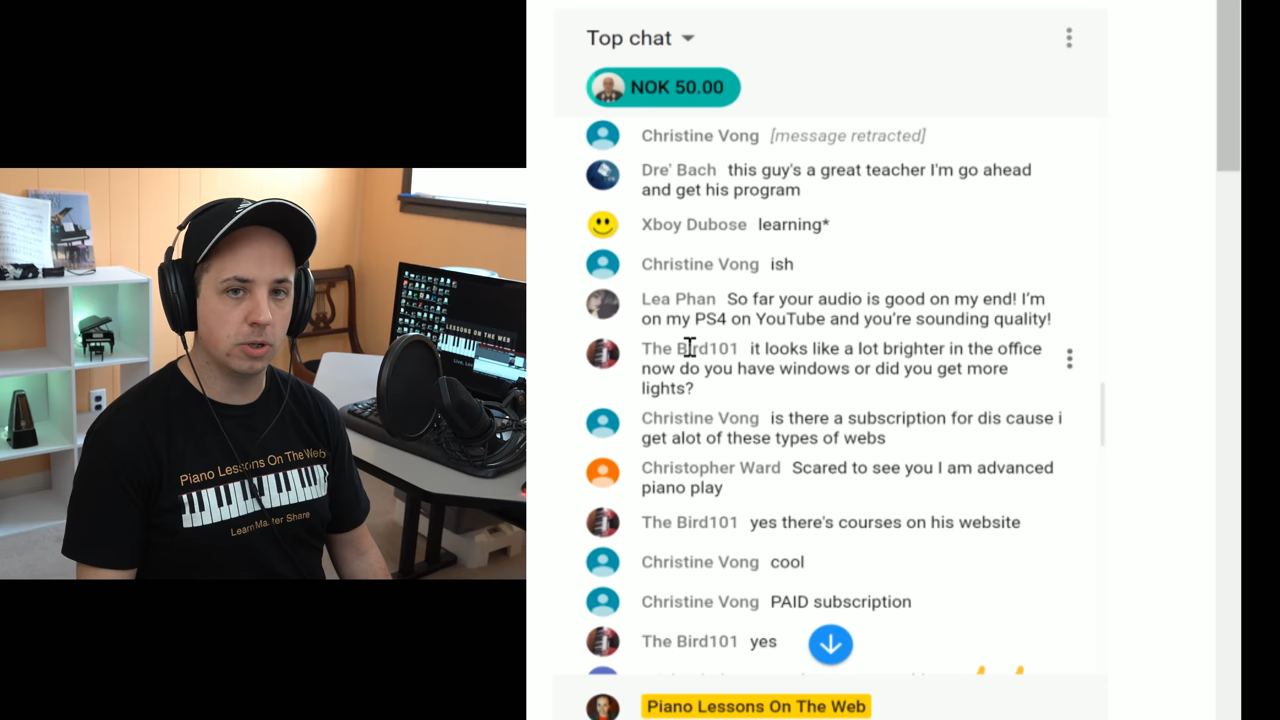 Top chat
NOK 50.00
Christine Vong [message retracted]
Dre' Bach this guy's a great teacher I'm go ahead
and get his program
Xboy Dubose learning*
Christine Vong ish
Lea Phan So far your audio is good on my end! I'm
on my PS4 on YouTube and you're sounding quality!
The Bird101 it looks like a lot brighter in the office
now do you have windows or did you get more
lights?
Christine Vong is there a subscription for dis cause i
get alot of these types of webs
Christopher Ward Scared to see you I am advanced
piano play
The Bird101 yes there's courses on his website
Christine Vong cool
Christine Vong PAID subscription
The Bird101 yes
Piano Lessons On The Web
LESSONS ON THE WEB
Piano Lessons On The Web
Learn Master Share